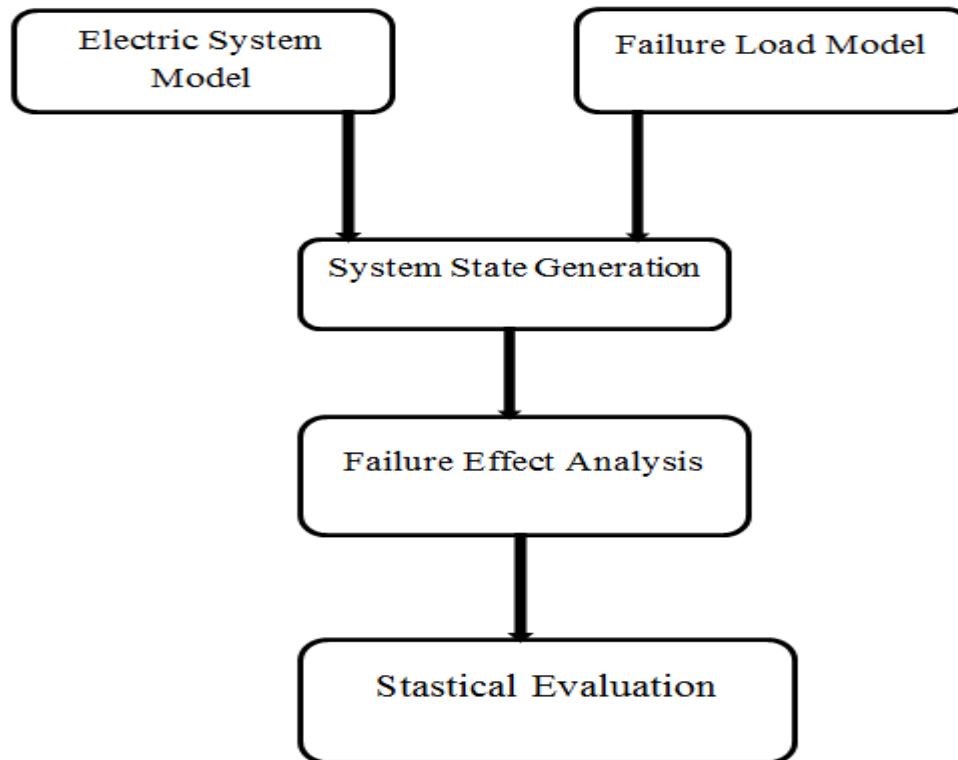 Electric System
Model
Failure Load Model
System State Generation
Failure Effect Analysis
Stastical Evaluation